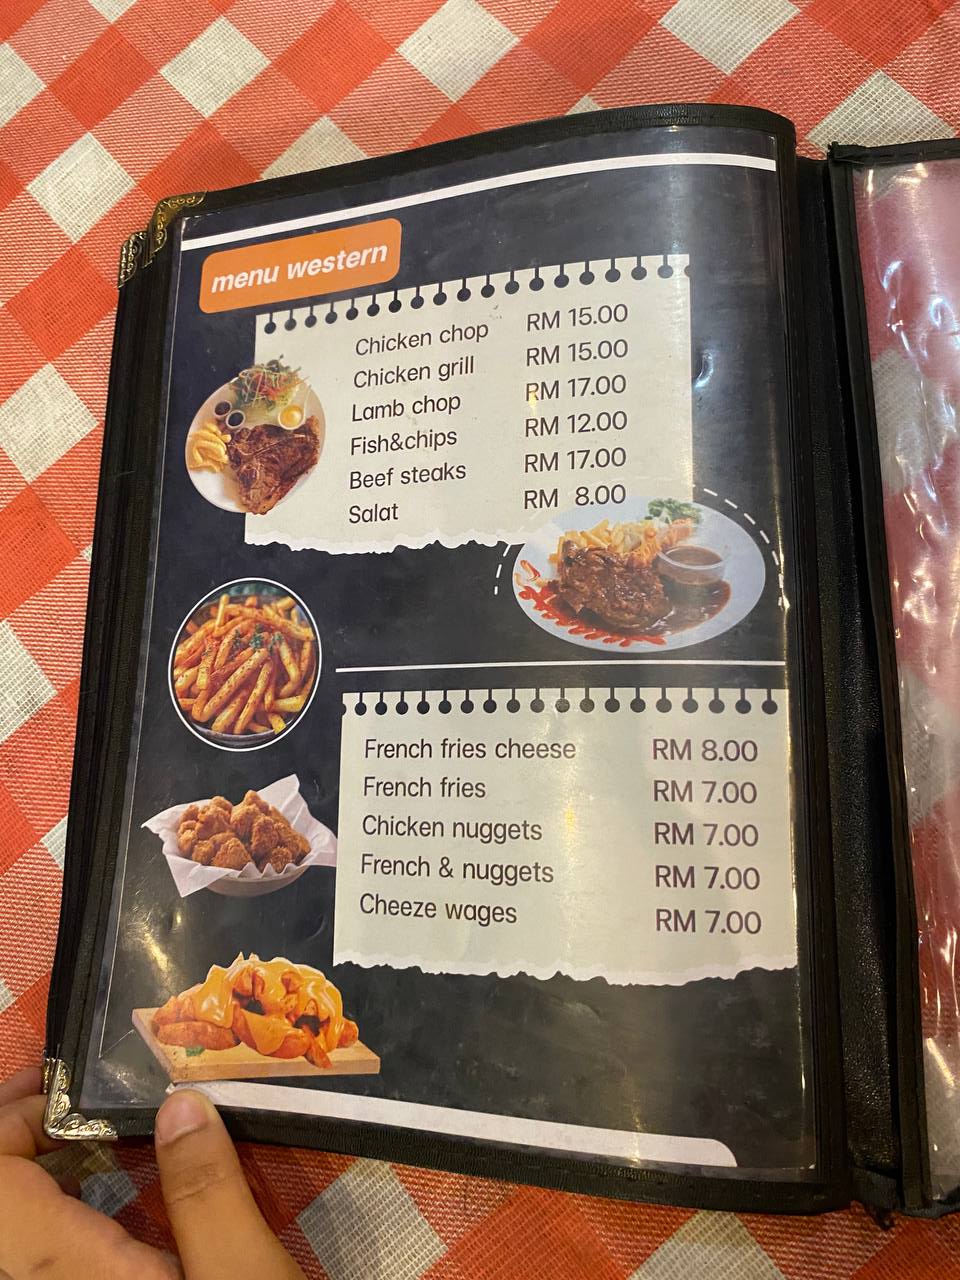 menu western
Chicken chop RM 15.00
Chicken grill RM 15.00
Lamb chop RM 17.00
Fish&chips RM 12.00
Beef steaks RM 17.00
Salat RM 8.00
French fries cheese RM 8.00
French fries RM 7.00
Chicken nuggets RM 7.00
French & nuggets RM 7.00
Cheeze wages RM 7.00